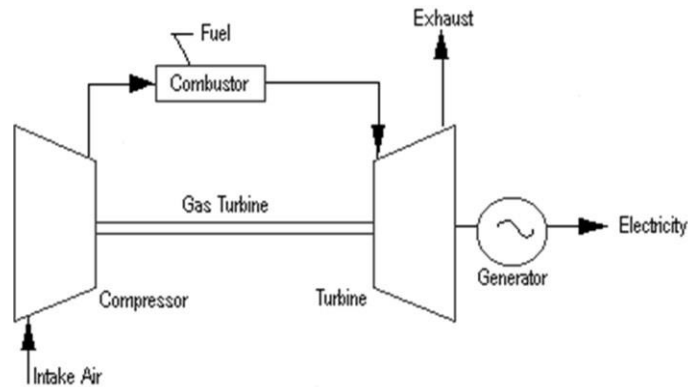 Exhaust
Fuel
Combustor
Gas Turbine
Electricity
Generator
Compressor
Turbine
Intake Air